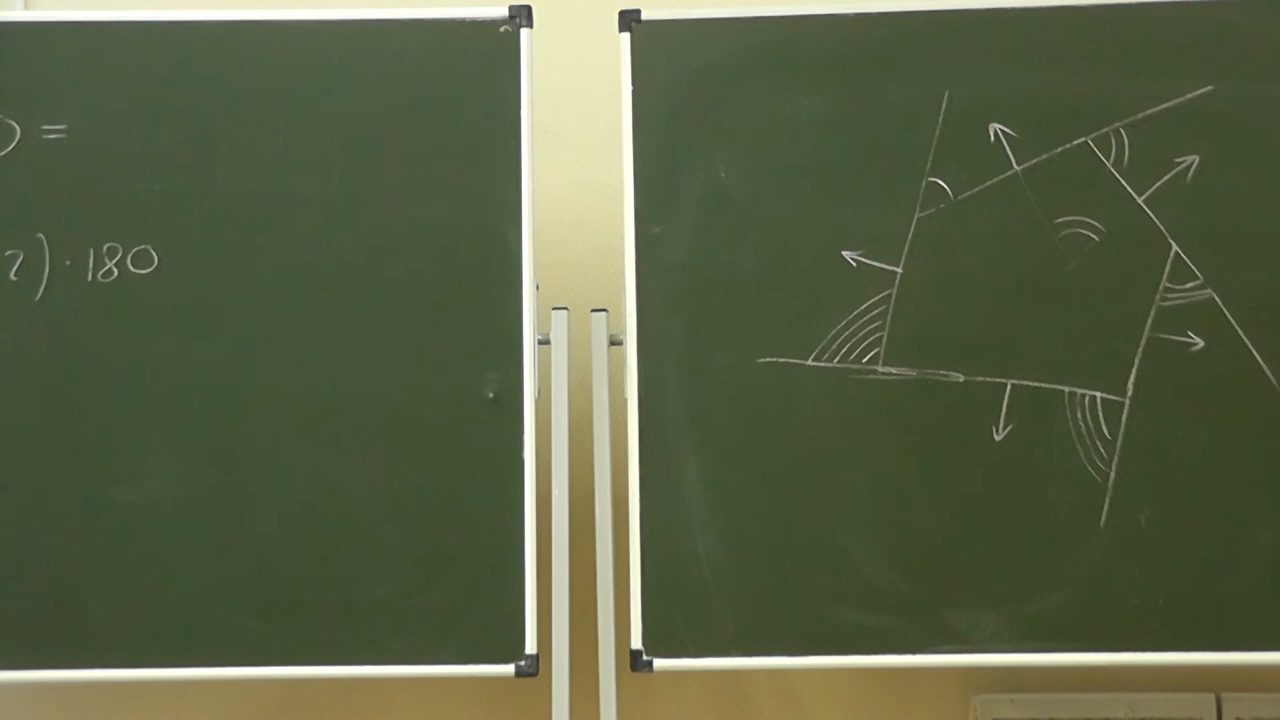 ) =
2) · 180